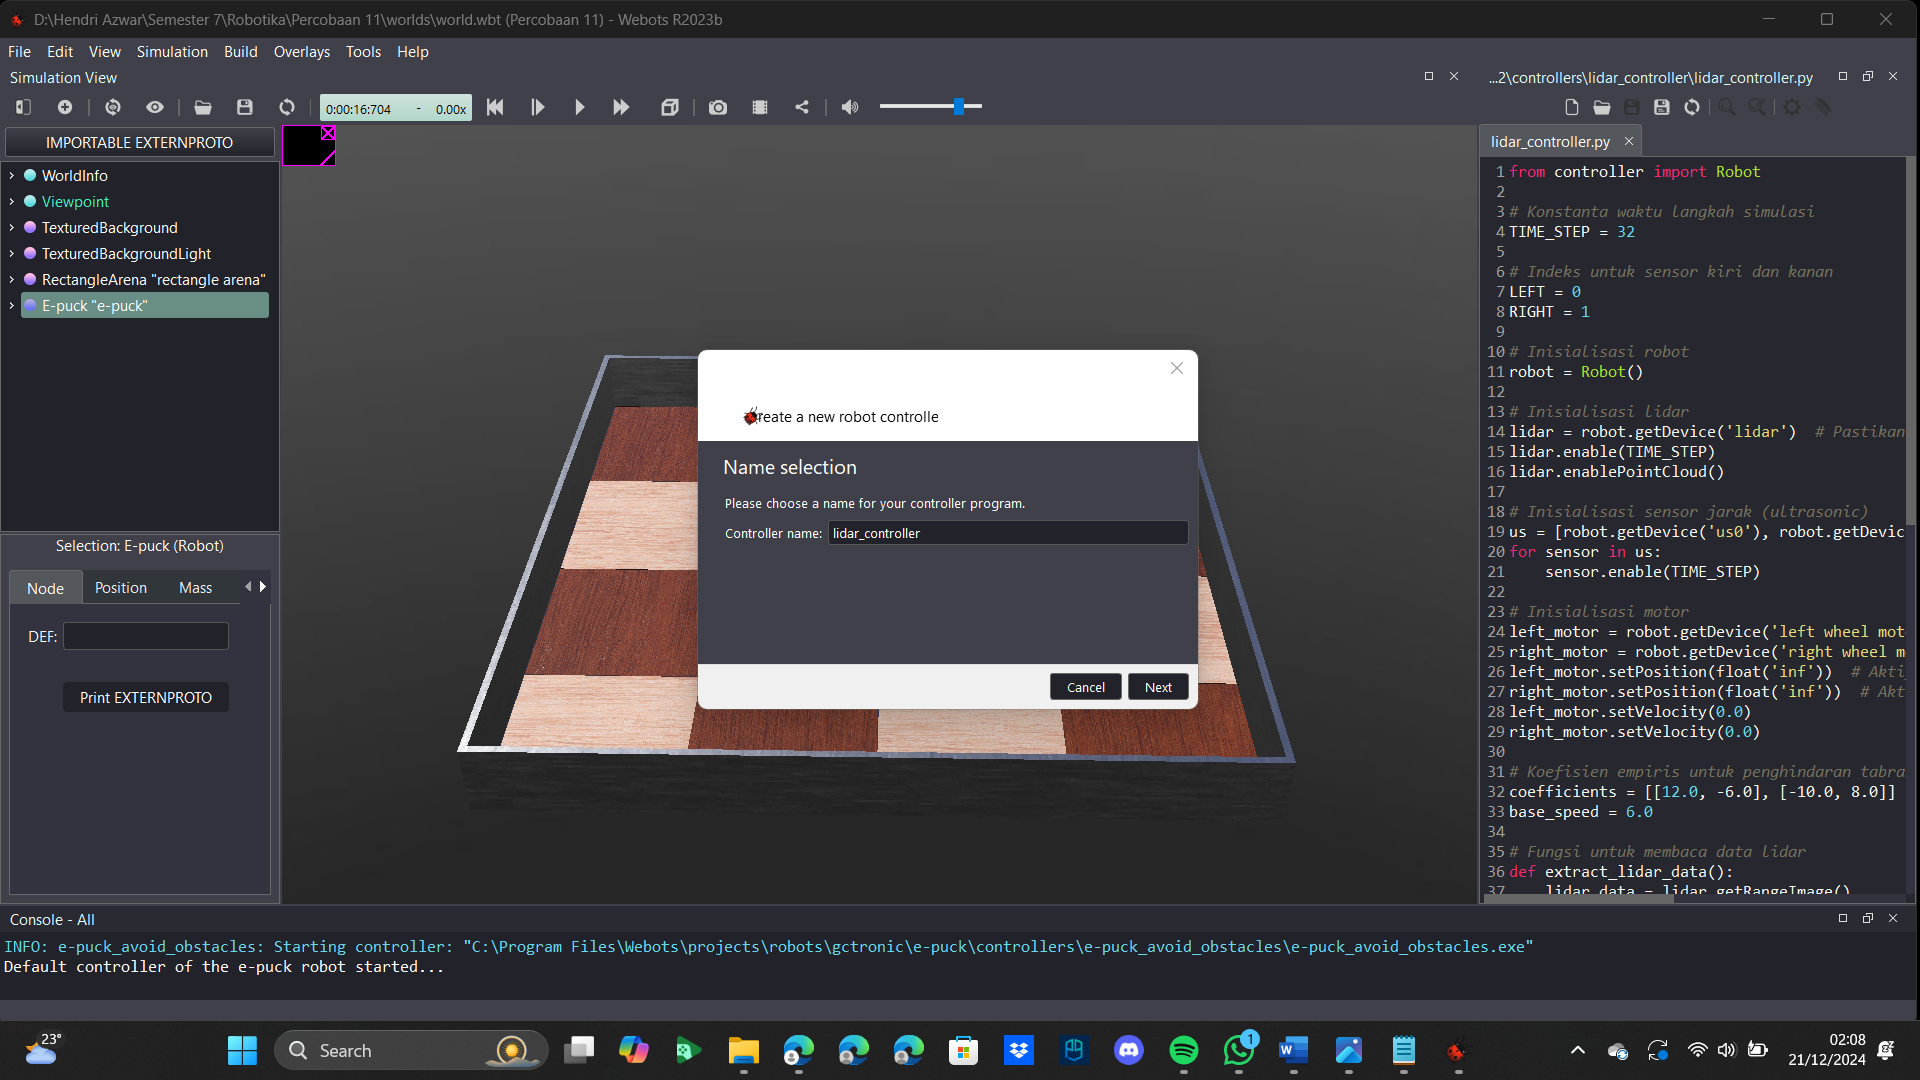 D:\Hendri Azwar\Semester 7\Robotika\Percobaan 11\worlds\world.wbt (Percobaan 11) - Webots R2023b
File Edit View Simulation Build Overlays Tools Help
Simulation View
...2\controllers\lidar_controller\lidar_controller.py
0:00:16:704 - 0.00x
IMPORTABLE EXTERNPROTO
WorldInfo
Viewpoint
TexturedBackground
TexturedBackgroundLight
RectangleArena "rectangle arena"
E-puck "e-puck"
Selection: E-puck (Robot)
Node Position Mass
DEF:
Print EXTERNPROTO
reate a new robot controlle
Name selection
Please choose a name for your controller program.
Controller name: lidar_controller
Cancel Next
lidar_controller.py
1 from controller import Robot
2
3 # Konstanta waktu langkah simulasi
4 TIME_STEP = 32
5
6 # Indeks untuk sensor kiri dan kanan
7 LEFT = 0
8 RIGHT = 1
9
10 # Inisialisasi robot
11 robot = Robot()
12
13 # Inisialisasi lidar
14 lidar = robot.getDevice('lidar')  # Pastikan
15 lidar.enable(TIME_STEP)
16 lidar.enablePointCloud()
17
18 # Inisialisasi sensor jarak (ultrasonic)
19 us = [robot.getDevice('us0'), robot.getDevic
20 for sensor in us:
21     sensor.enable(TIME_STEP)
22
23 # Inisialisasi motor
24 left_motor = robot.getDevice('left wheel mot
25 right_motor = robot.getDevice('right wheel m
26 left_motor.setPosition(float('inf'))  # Akti
27 right_motor.setPosition(float('inf'))  # Akt
28 left_motor.setVelocity(0.0)
29 right_motor.setVelocity(0.0)
30
31 # Koefisien empiris untuk penghindaran tabra
32 coefficients = [[12.0, -6.0], [-10.0, 8.0]]
33 base_speed = 6.0
34
35 # Fungsi untuk membaca data lidar
36 def extract_lidar_data():
37     lidar_data = lidar.getRangeImage()
Console - All
INFO: e-puck_avoid_obstacles: Starting controller: "C:\Program Files\Webots\projects\robots\gctronic\e-puck\controllers\e-puck_avoid_obstacles\e-puck_avoid_obstacles.exe"
Default controller of the e-puck robot started...
23°
Search
1
02:08
21/12/2024